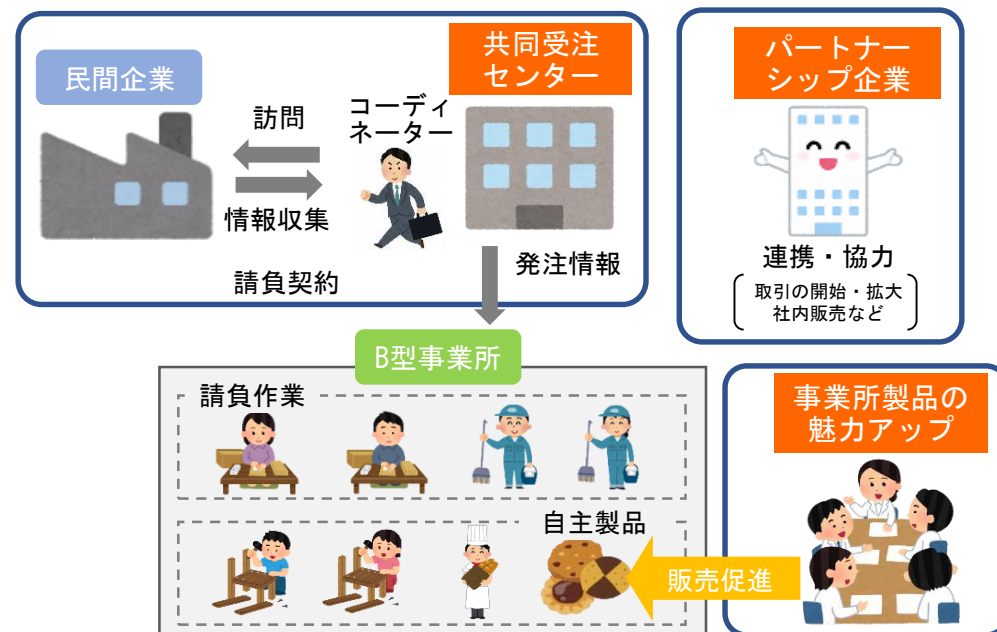 民間企業
訪問
情報収集
コーディ
ネーター
共同受注
センター
請負契約
発注情報
パートナー
シップ企業
連携・協力
取引の開始・拡大
社内販売など
B型事業所
請負作業
自主製品
事業所製品の
魅力アップ
販売促進